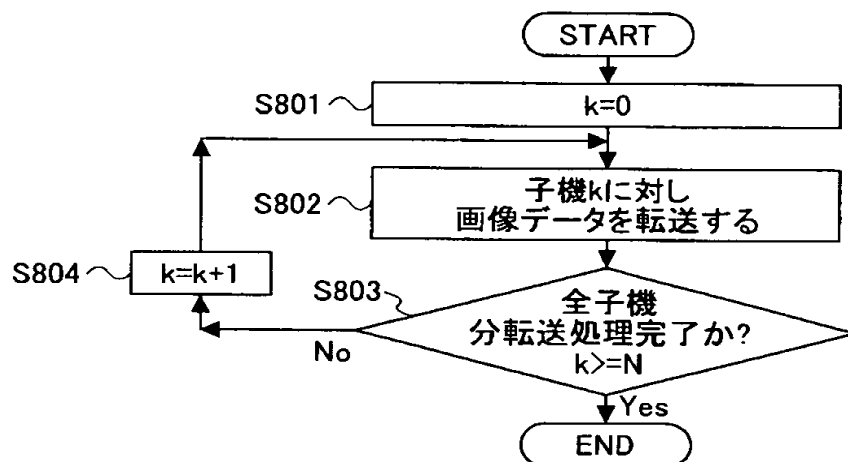 START
S801
k=0
S802
子機kに対し
画像データを転送する
S804
k=k+1
S803
全子機
分転送処理完了か?
k>=N
No
Yes
END